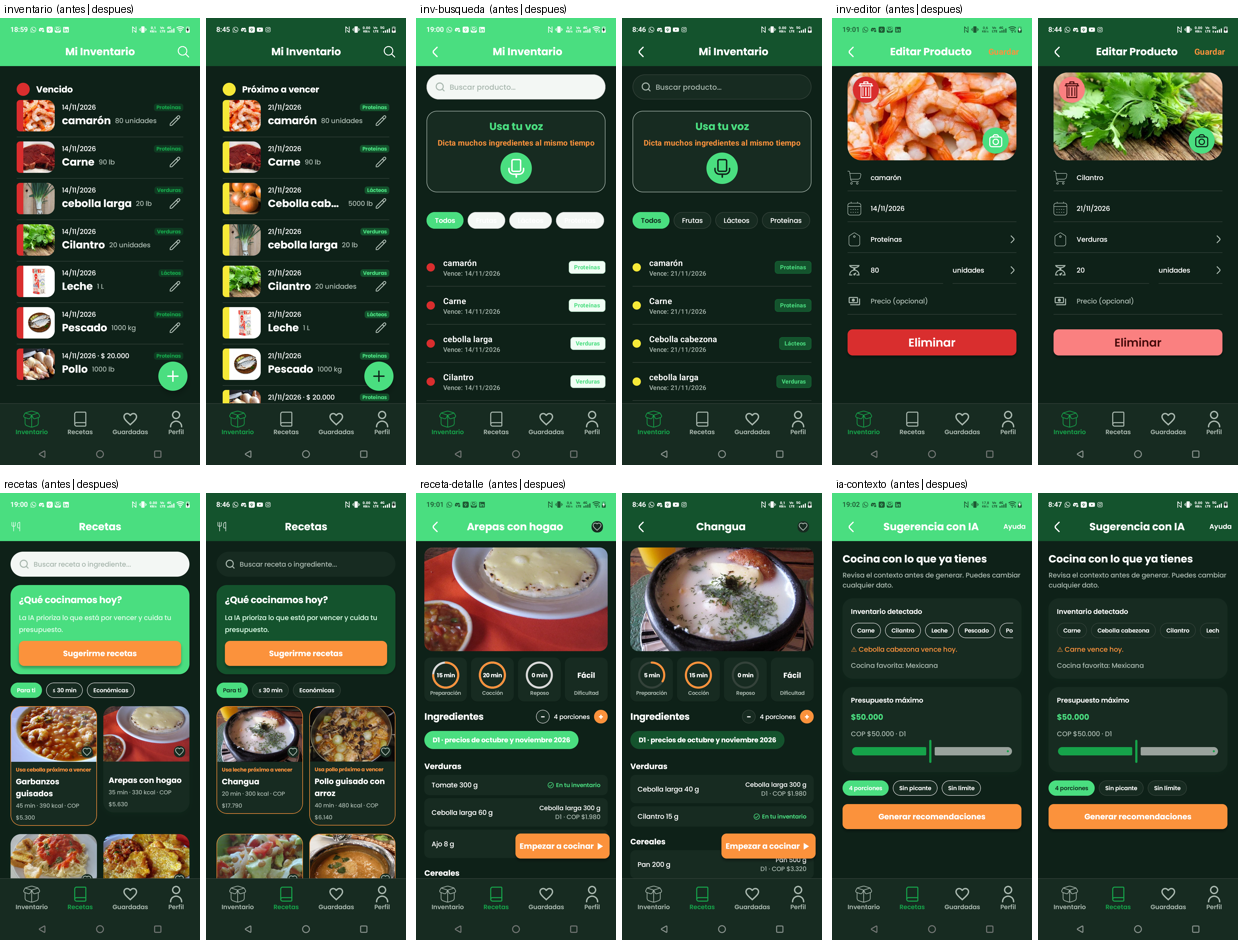 inventario (antes|despues)
18:59
Mi Inventario
Vencido
14/11/2026
Proteínas
camarón 80 unidades
14/11/2026
Proteínas
Carne 90 lb
14/11/2026
Verduras
cebolla larga 20 lb
14/11/2026
Verduras
Cilantro 20 unidades
14/11/2026
Lácteos
Leche 1 L
14/11/2026
Proteínas
Pescado 1000 kg
14/11/2026 · $ 20.000
Proteínas
Pollo 1000 lb
Inventario
Recetas
Guardadas
Perfil
8:45
Mi Inventario
Próximo a vencer
21/11/2026
Proteínas
camarón 80 unidades
21/11/2026
Proteínas
Carne 90 lb
21/11/2026
Lácteos
Cebolla cab... 5000 lb
21/11/2026
Verduras
cebolla larga 20 lb
21/11/2026
Verduras
Cilantro 20 unidades
21/11/2026
Lácteos
Leche 1 L
21/11/2026
Proteínas
Pescado 1000 kg
21/11/2026 · $ 20.000
Proteínas
Inventario
Recetas
Guardadas
Perfil
inv-busqueda (antes|despues)
19:00
Mi Inventario
Buscar producto...
Usa tu voz
Dicta muchos ingredientes al mismo tiempo
Todos
camarón
Vence: 14/11/2026
Proteínas
Carne
Vence: 14/11/2026
Proteínas
cebolla larga
Vence: 14/11/2026
Verduras
Cilantro
Vence: 14/11/2026
Verduras
Inventario
Recetas
Guardadas
Perfil
8:46
Mi Inventario
Buscar producto...
Usa tu voz
Dicta muchos ingredientes al mismo tiempo
Todos
Frutas
Lácteos
Proteínas
camarón
Vence: 21/11/2026
Proteínas
Carne
Vence: 21/11/2026
Proteínas
Cebolla cabezona
Vence: 21/11/2026
Lácteos
cebolla larga
Vence: 21/11/2026
Verduras
Inventario
Recetas
Guardadas
Perfil
inv-editor (antes|despues)
19:01
Editar Producto
Guardar
camarón
14/11/2026
Proteínas
80
unidades
Precio (opcional)
Eliminar
Inventario
Recetas
Guardadas
Perfil
8:44
Editar Producto
Guardar
Cilantro
21/11/2026
Verduras
20
unidades
Precio (opcional)
Eliminar
Inventario
Recetas
Guardadas
Perfil
recetas (antes|despues)
19:00
Recetas
Buscar receta o ingrediente...
¿Qué cocinamos hoy?
La IA prioriza lo que está por vencer y cuida tu
presupuesto.
Sugerirme recetas
Para ti
≤ 30 min
Económicas
Usa cebolla próximo a vencer
Garbanzos
guisados
45 min · 390 kcal · COP
$5.300
Arepas con hogao
35 min · 330 kcal · COP
$5.630
Inventario
Recetas
Guardadas
Perfil
8:46
Recetas
Buscar receta o ingrediente...
¿Qué cocinamos hoy?
La IA prioriza lo que está por vencer y cuida tu
presupuesto.
Sugerirme recetas
Para ti
≤ 30 min
Económicas
Usa leche próximo a vencer
Changua
20 min · 300 kcal · COP
$17.790
Usa pollo próximo a vencer
Pollo guisado con
arroz
40 min · 480 kcal · COP
$6.140
Inventario
Recetas
Guardadas
Perfil
receta-detalle (antes|despues)
19:01
Arepas con hogao
15 min
Preparación
20 min
Cocción
0 min
Reposo
Fácil
Dificultad
Ingredientes
4 porciones
D1 · precios de octubre y noviembre 2026
Verduras
Tomate 300 g
En tu inventario
Cebolla larga 60 g
Cebolla larga 300 g
D1 · COP $1.980
Ajo 8 g
Empezar a cocinar
Cereales
Inventario
Recetas
Guardadas
Perfil
8:46
Changua
5 min
Preparación
15 min
Cocción
0 min
Reposo
Fácil
Dificultad
Ingredientes
4 porciones
D1 · precios de octubre y noviembre 2026
Verduras
Cebolla larga 40 g
Cebolla larga 300 g
D1 · COP $1.980
Cilantro 15 g
En tu inventario
Cereales
Empezar a cocinar
Pan 200 g
Pan 500 g
D1 · COP $3.320
Inventario
Recetas
Guardadas
Perfil
ia-contexto (antes|despues)
19:02
Sugerencia con IA
Ayuda
Cocina con lo que ya tienes
Revisa el contexto antes de generar. Puedes cambiar
cualquier dato.
Inventario detectado
Carne
Cilantro
Leche
Pescado
Po
⚠ Cebolla cabezona vence hoy.
Cocina favorita: Mexicana
Presupuesto máximo
$50.000
COP $50.000 · D1
4 porciones
Sin picante
Sin límite
Generar recomendaciones
Inventario
Recetas
Guardadas
Perfil
8:47
Sugerencia con IA
Ayuda
Cocina con lo que ya tienes
Revisa el contexto antes de generar. Puedes cambiar
cualquier dato.
Inventario detectado
Carne
Cebolla cabezona
Cilantro
Lech
⚠ Carne vence hoy.
Cocina favorita: Mexicana
Presupuesto máximo
$50.000
COP $50.000 · D1
4 porciones
Sin picante
Sin límite
Generar recomendaciones
Inventario
Recetas
Guardadas
Perfil